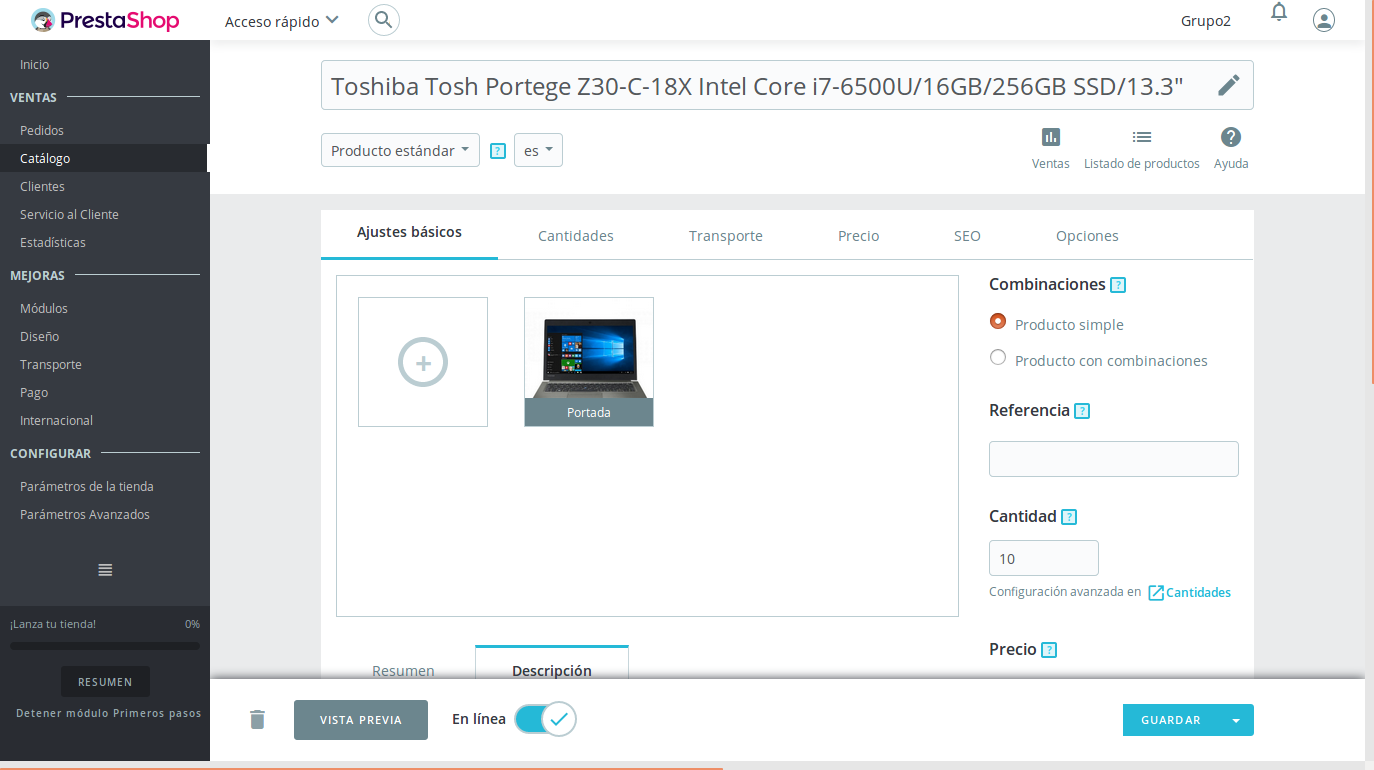 PrestaShop
Acceso rápido
Grupo2
Inicio
VENTAS
Pedidos
Catálogo
Clientes
Servicio al Cliente
Estadísticas
MEJORAS
Módulos
Diseño
Transporte
Pago
Internacional
CONFIGURAR
Parámetros de la tienda
Parámetros Avanzados
¡Lanza tu tienda! 0%
RESUMEN
Detener módulo Primeros pasos
Toshiba Tosh Portege Z30-C-18X Intel Core i7-6500U/16GB/256GB SSD/13.3"
Producto estándar ? es
Ventas Listado de productos ? Ayuda
Ajustes básicos Cantidades Transporte Precio SEO Opciones
Portada
Combinaciones ?
Producto simple
Producto con combinaciones
Referencia ?
Cantidad ?
10
Configuración avanzada en Cantidades
Precio ?
Resumen Descripción
VISTA PREVIA En línea GUARDAR